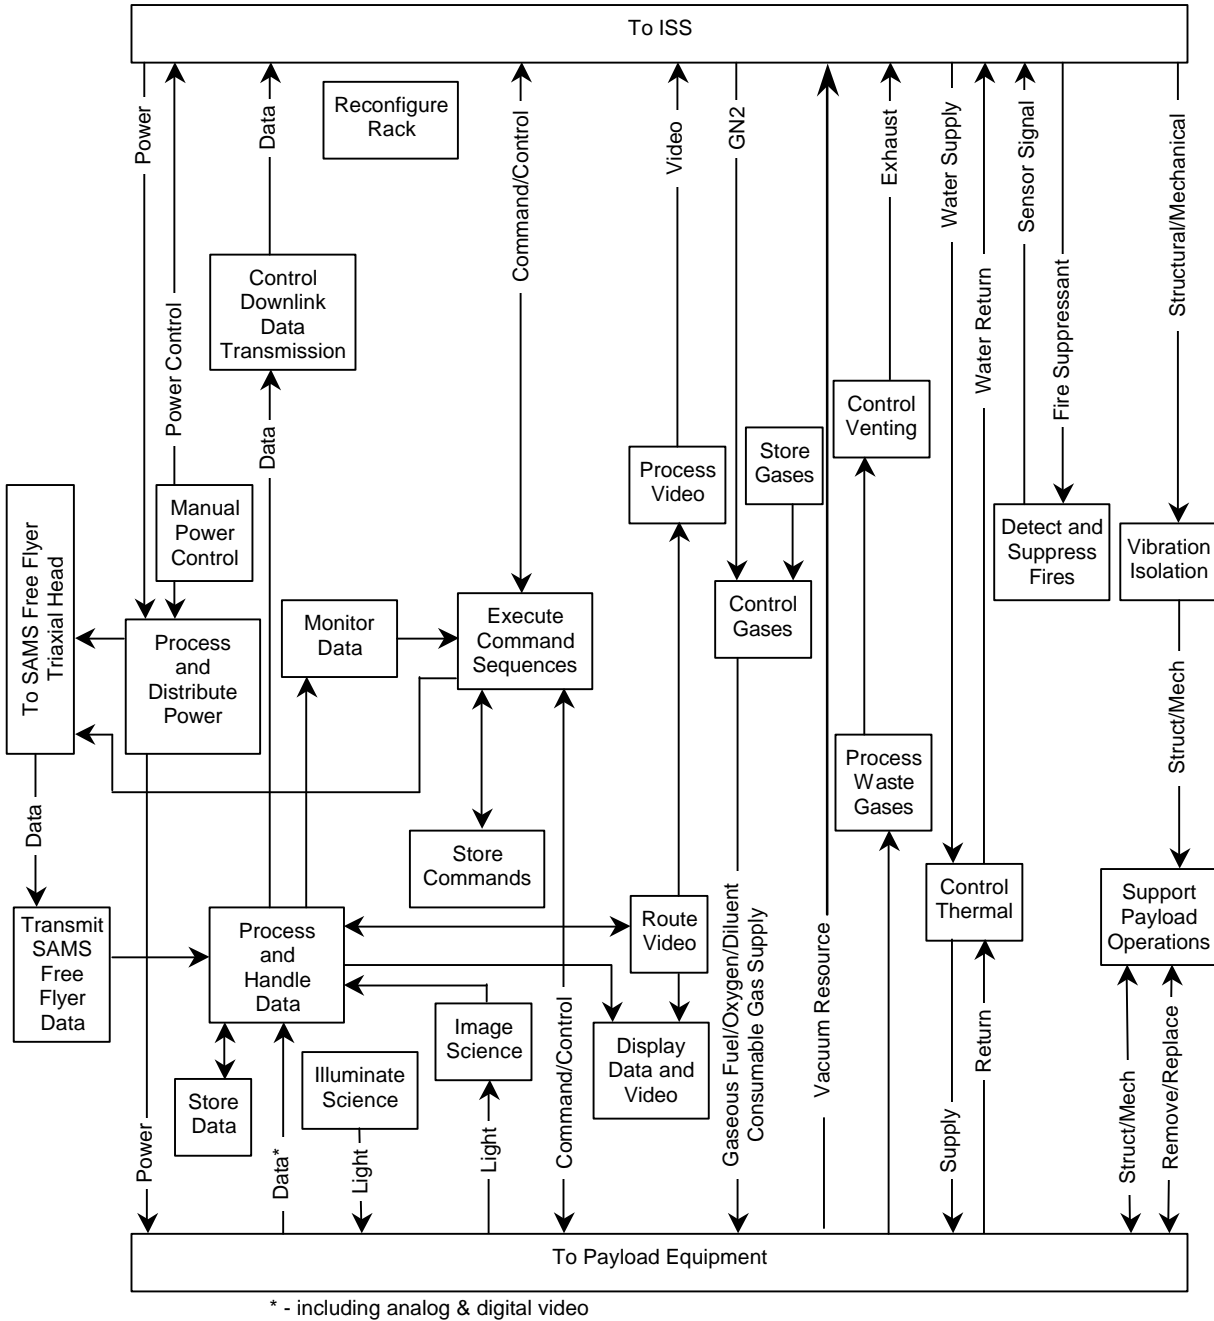 To ISS
Power
Power Control
Data
Reconfigure
Rack
Command/Control
Video
GN2
Exhaust
Water Supply
Water Return
Sensor Signal
Fire Suppressant
Structural/Mechanical
Control
Downlink
Data
Transmission
Data
Control
Venting
Store
Gases
Process
Video
To SAMS Free Flyer
Triaxial Head
Manual
Power
Control
Detect and
Suppress
Fires
Vibration
Isolation
Monitor
Data
Execute
Command
Sequences
Control
Gases
Process
and
Distribute
Power
Struct/Mech
Process
Waste
Gases
Data
Store
Commands
Control
Thermal
Support
Payload
Operations
Transmit
SAMS
Free
Flyer
Data
Process
and
Handle
Data
Route
Video
Image
Science
Display
Data and
Video
Illuminate
Science
Store
Data
Power
Data*
Light
Light
Command/Control
Gaseous Fuel/Oxygen/Diluent
Consumable Gas Supply
Vacuum Resource
Supply
Return
Struct/Mech
Remove/Replace
To Payload Equipment
* - including analog & digital video